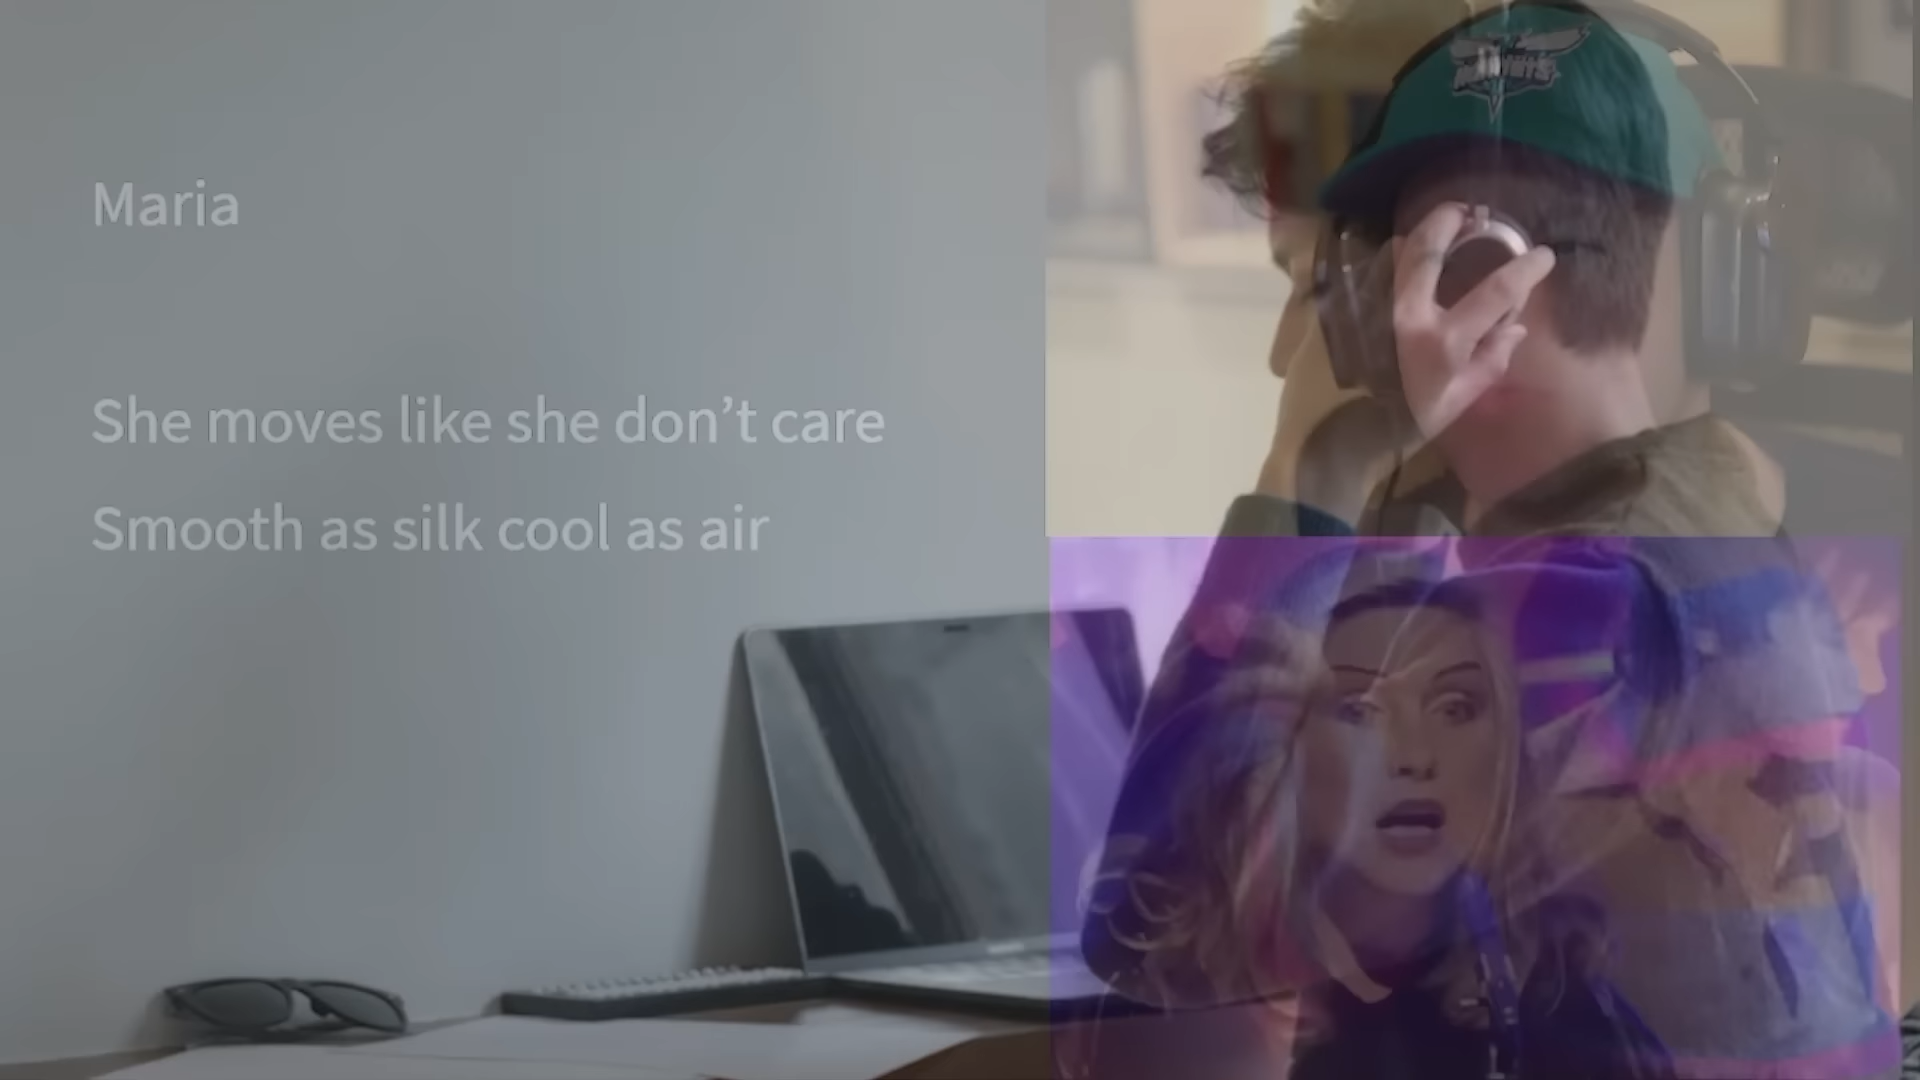 Maria
She moves like she don’t care
Smooth as silk cool as air